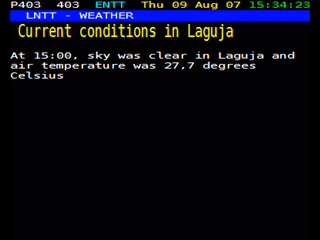 P403 403 ENTT Thu 09 Aug 07 15:34:23
LNTT - WEATHER
Current conditions in Laguja
At 15:00, sky was clear in Laguja and
air temperature was 27,7 degrees
Celsius